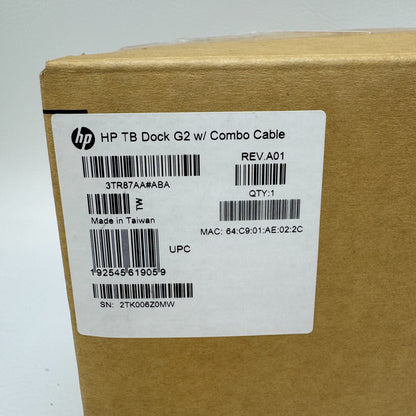 hp HP TB Dock G2 w/ Combo Cable
3TR87AA#ABA
REV.A01
TW
QTY:1
Made in Taiwan
MAC: 64:C9:01:AE:02:2C
UPC
192545619059
SN: 2TK006Z0MW